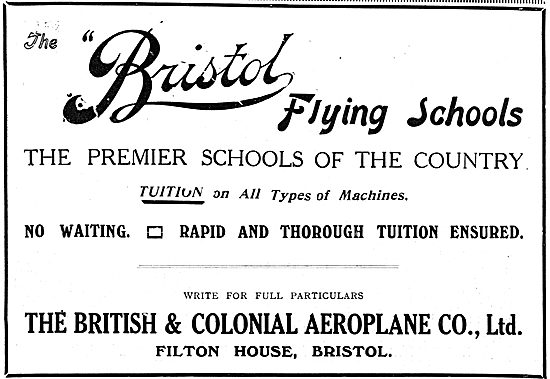 The "Bristol
Flying Schools
THE PREMIER SCHOOLS OF THE COUNTRY.
TUITION on All Types of Machines.
NO WAITING. □ RAPID AND THOROUGH TUITION ENSURED.
WRITE FOR FULL PARTICULARS
THE BRITISH & COLONIAL AEROPLANE CO., Ltd.
FILTON HOUSE, BRISTOL.